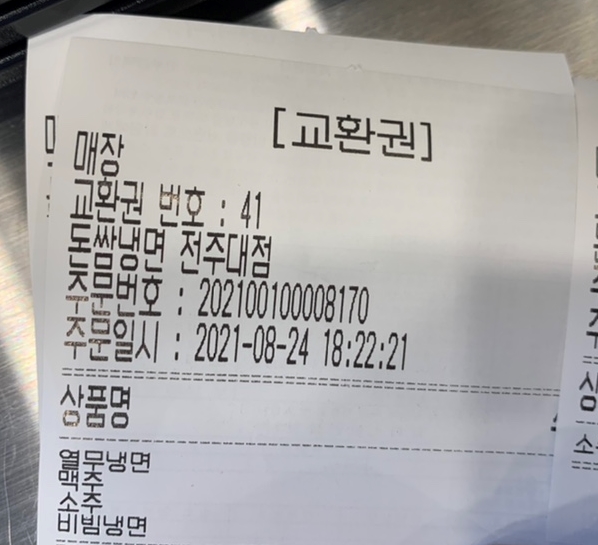 [교환권]
매장
교환권 번호 : 41
돈쌈냉면 전주대점
주문번호 : 202100100008170
주문일시 : 2021-08-24 18:22:21
상품명
열무냉면
맥주
소주
비빔냉면